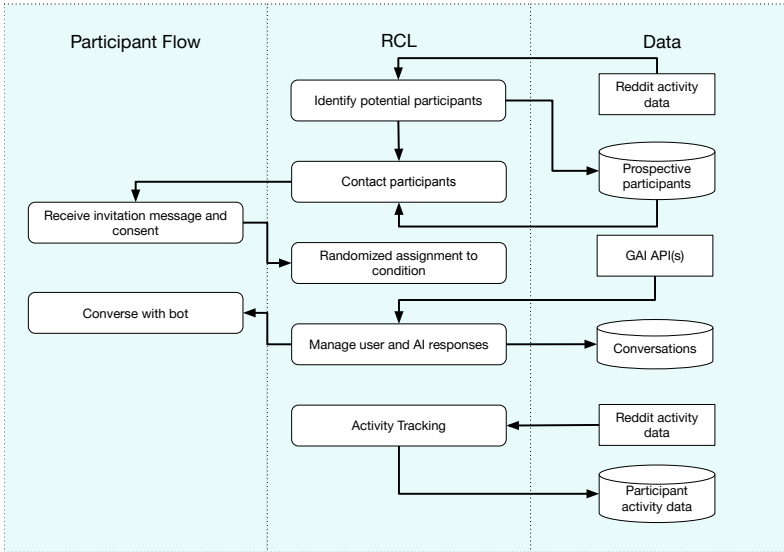 Participant Flow
RCL
Data
Identify potential participants
Reddit activity
data
Contact participants
Prospective
participants
Receive invitation message and
consent
Randomized assignment to
condition
GAI API(s)
Converse with bot
Manage user and AI responses
Conversations
Activity Tracking
Reddit activity
data
Participant
activity data